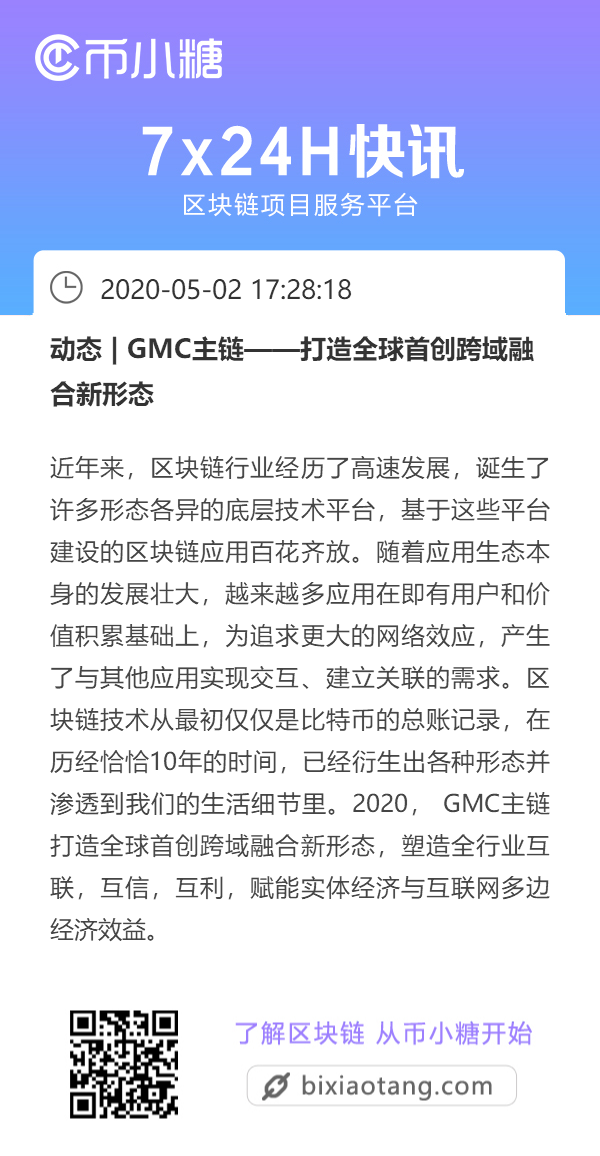 币小糖
7x24H快讯
区块链项目服务平台
2020-05-02 17:28:18
动态 | GMC主链——打造全球首创跨域融
合新形态
近年来，区块链行业经历了高速发展，诞生了
许多形态各异的底层技术平台，基于这些平台
建设的区块链应用百花齐放。随着应用生态本
身的发展壮大，越来越多应用在即有用户和价
值积累基础上，为追求更大的网络效应，产生
了与其他应用实现交互、建立关联的需求。区
块链技术从最初仅仅是比特币的总账记录，在
历经恰恰10年的时间，已经衍生出各种形态并
渗透到我们的生活细节里。2020， GMC主链
打造全球首创跨域融合新形态，塑造全行业互
联，互信，互利，赋能实体经济与互联网多边
经济效益。
了解区块链 从币小糖开始
bixiaotang.com